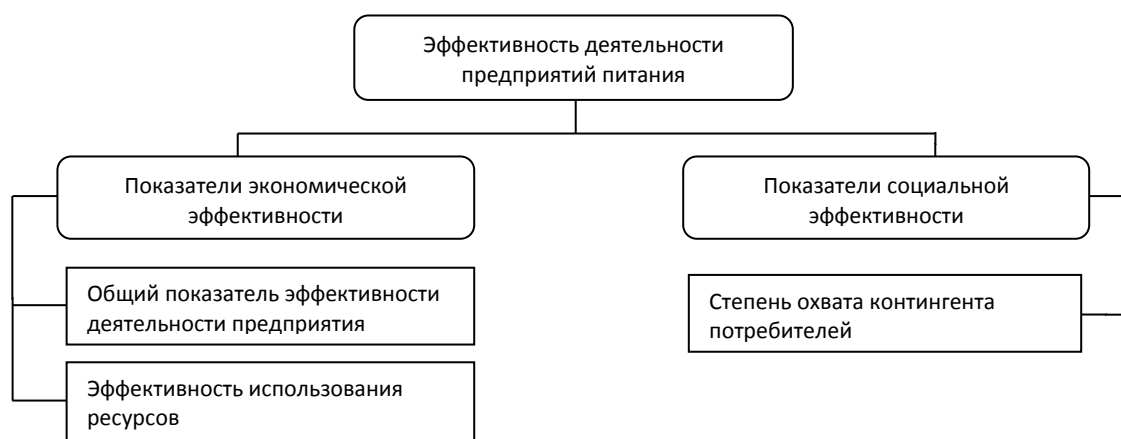 Эффективность деятельности
предприятий питания
Показатели экономической
эффективности
Показатели социальной
эффективности
Общий показатель эффективности
деятельности предприятия
Степень охвата контингента
потребителей
Эффективность использования
ресурсов